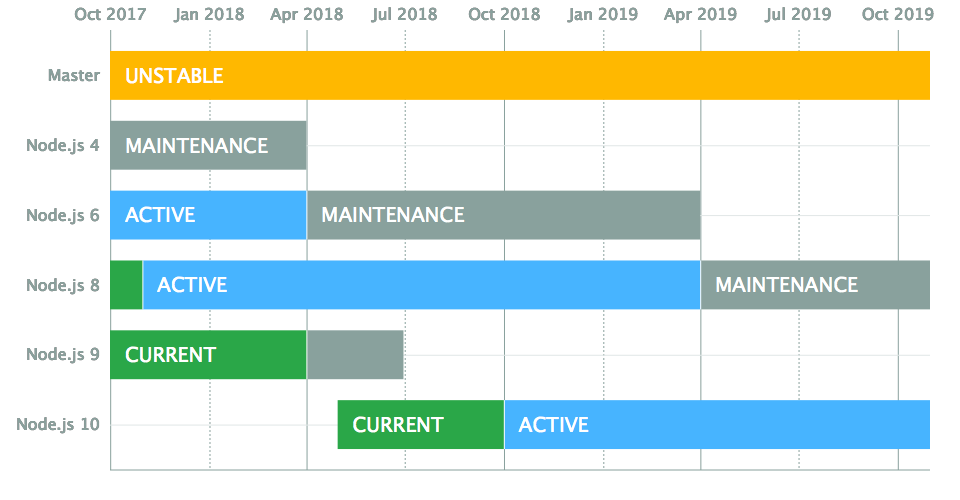 Oct 2017 Jan 2018 Apr 2018 Jul 2018 Oct 2018 Jan 2019 Apr 2019 Jul 2019 Oct 2019
Master UNSTABLE
Node.js 4 MAINTENANCE
Node.js 6 ACTIVE MAINTENANCE
Node.js 8 ACTIVE MAINTENANCE
Node.js 9 CURRENT
Node.js 10 CURRENT ACTIVE